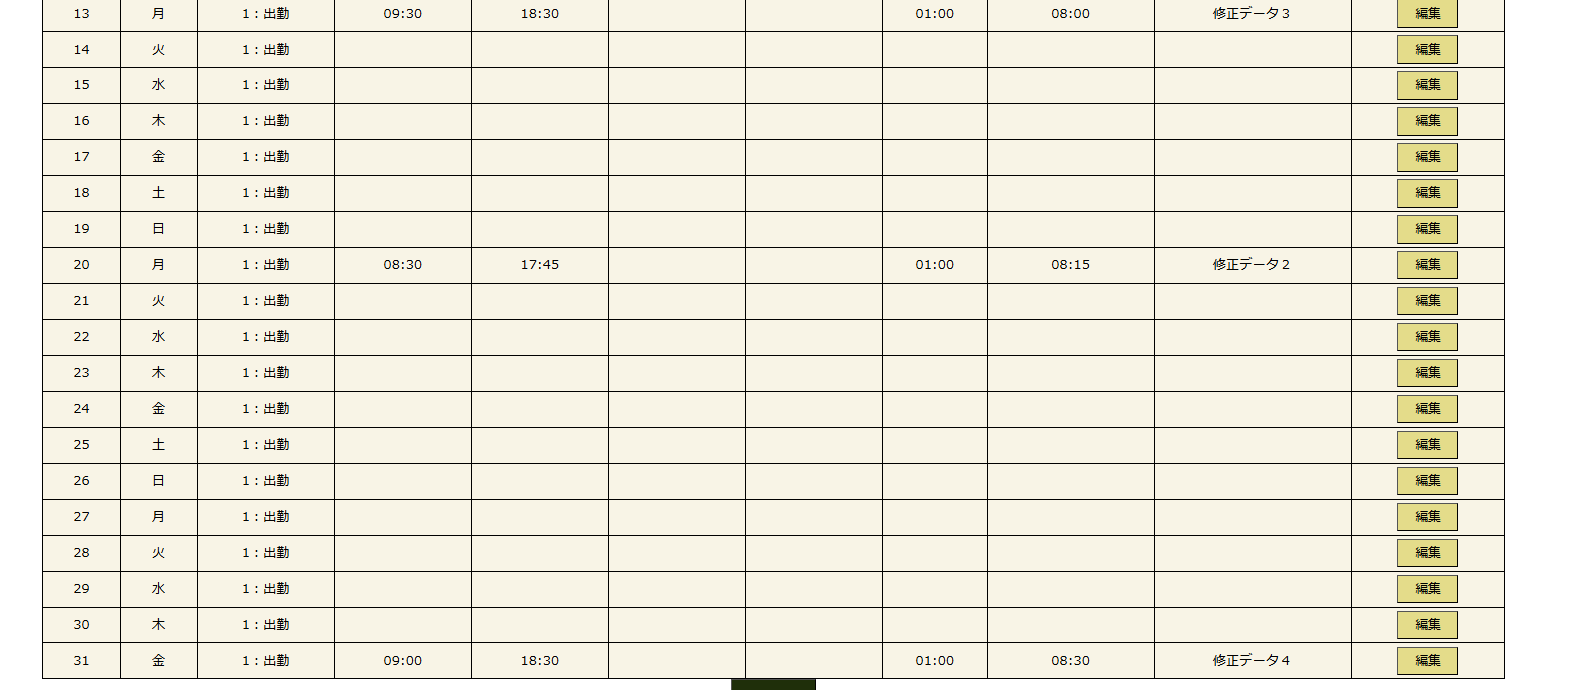 13 月 1：出勤 09:30 18:30 01:00 08:00 修正データ３ 編集
14 火 1：出勤 編集
15 水 1：出勤 編集
16 木 1：出勤 編集
17 金 1：出勤 編集
18 土 1：出勤 編集
19 日 1：出勤 編集
20 月 1：出勤 08:30 17:45 01:00 08:15 修正データ２ 編集
21 火 1：出勤 編集
22 水 1：出勤 編集
23 木 1：出勤 編集
24 金 1：出勤 編集
25 土 1：出勤 編集
26 日 1：出勤 編集
27 月 1：出勤 編集
28 火 1：出勤 編集
29 水 1：出勤 編集
30 木 1：出勤 編集
31 金 1：出勤 09:00 18:30 01:00 08:30 修正データ４ 編集